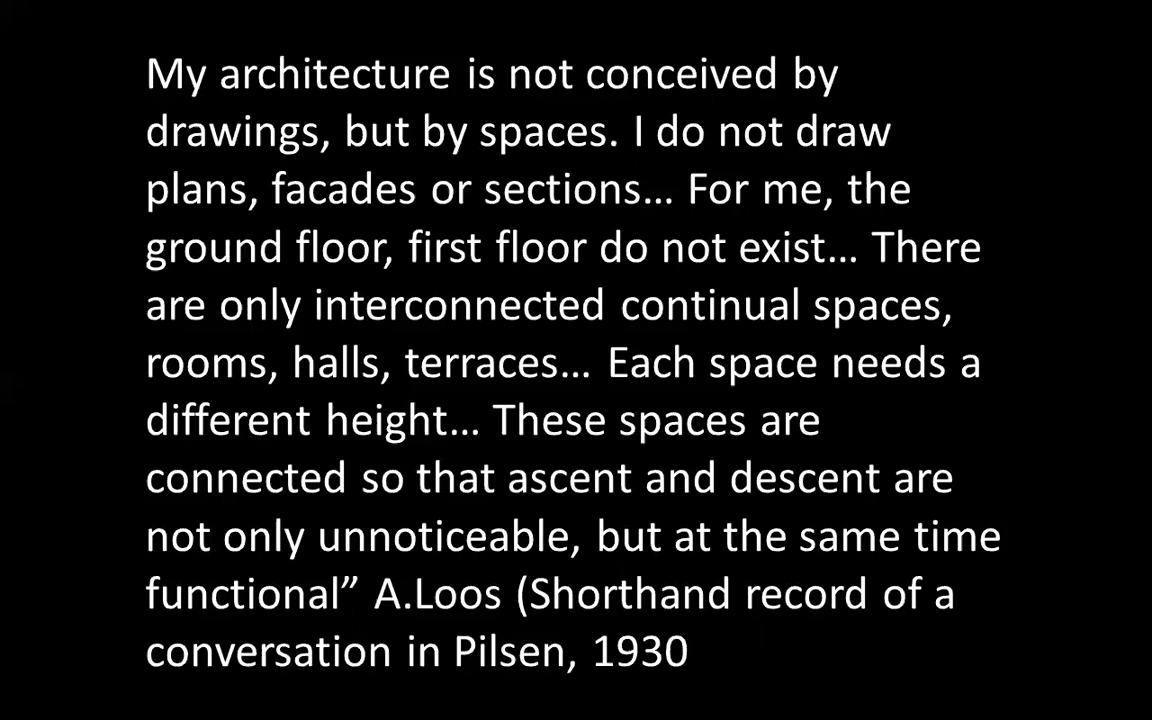 My architecture is not conceived by
drawings, but by spaces. I do not draw
plans, facades or sections… For me, the
ground floor, first floor do not exist… There
are only interconnected continual spaces,
rooms, halls, terraces… Each space needs a
different height… These spaces are
connected so that ascent and descent are
not only unnoticeable, but at the same time
functional” A.Loos (Shorthand record of a
conversation in Pilsen, 1930